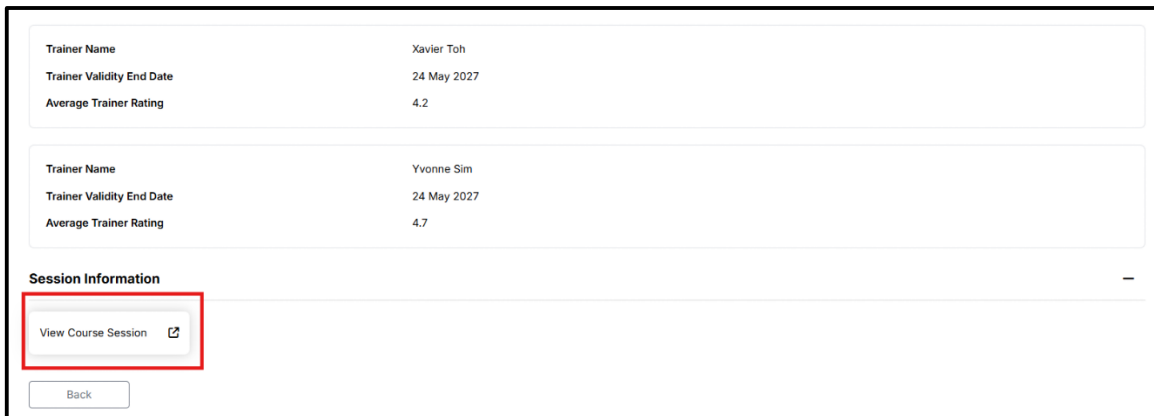 Trainer Name Xavier Toh
Trainer Validity End Date 24 May 2027
Average Trainer Rating 4.2
Trainer Name Yvonne Sim
Trainer Validity End Date 24 May 2027
Average Trainer Rating 4.7
Session Information
View Course Session
Back